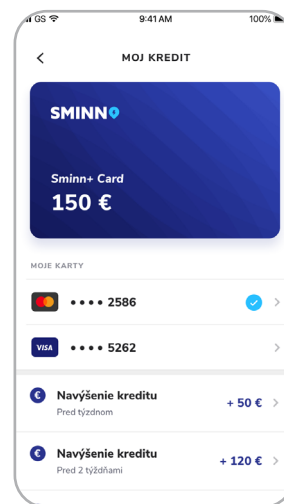 GS 9:41 AM 100%
MOJ KREDIT
SMINN
Sminn+ Card
150 €
MOJE KARTY
•••• 2586
VISA •••• 5262
€ Navýšenie kreditu + 50 €
Pred týzdnom
€ Navýšenie kreditu + 120 €
Pred 2 týždňami